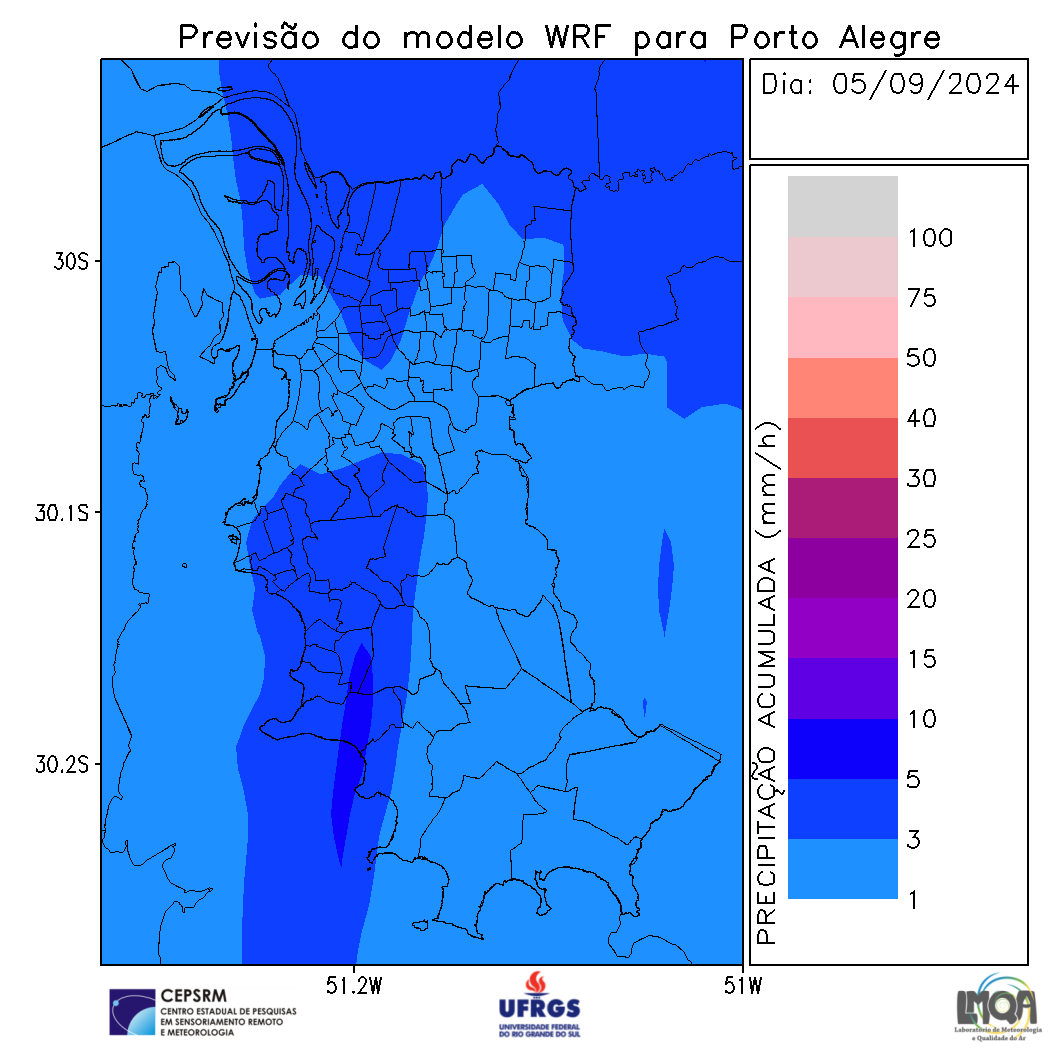 Previsão do modelo WRF para Porto Alegre
Dia: 05/09/2024
30S
30.1S
30.2S
51.2W
51W
PRECIPITAÇÃO ACUMULADA (mm/h)
100
75
50
40
30
25
20
15
10
5
3
1
CEPSRM
CENTRO ESTADUAL DE PESQUISAS
EM SENSORIAMENTO REMOTO
E METEOROLOGIA
UFRGS
UNIVERSIDADE FEDERAL
DO RIO GRANDE DO SUL
LMQA
Laboratório de Meteorologia
e Qualidade do Ar